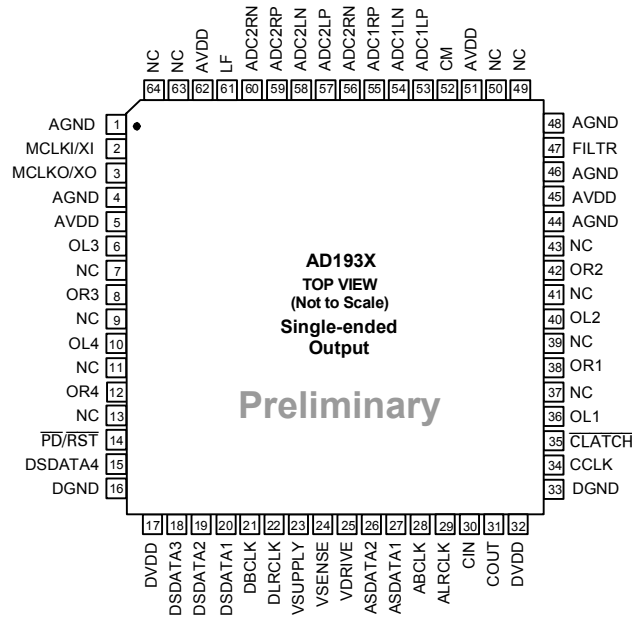 NC
NC
AVDD
LF
ADC2RN
ADC2RP
ADC2LN
ADC2LP
ADC2RN
ADC1RP
ADC1LN
ADC1LP
CM
AVDD
NC
NC
64 63 62 61 60 59 58 57 56 55 54 53 52 51 50 49
AGND 1
MCLKI/XI 2
MCLKO/XO 3
AGND 4
AVDD 5
OL3 6
NC 7
OR3 8
NC 9
OL4 10
NC 11
OR4 12
NC 13
PD/RST 14
DSDATA4 15
DGND 16
AD193X
TOP VIEW
(Not to Scale)
Single-ended
Output
Preliminary
48 AGND
47 FILTR
46 AGND
45 AVDD
44 AGND
43 NC
42 OR2
41 NC
40 OL2
39 NC
38 OR1
37 NC
36 OL1
35 CLATCH
34 CCLK
33 DGND
17 18 19 20 21 22 23 24 25 26 27 28 29 30 31 32
DVDD
DSDATA3
DSDATA2
DSDATA1
DBCLK
DLRCLK
VSUPPLY
VSENSE
VDRIVE
ASDATA2
ASDATA1
ABCLK
ALRCLK
CIN
COUT
DVDD